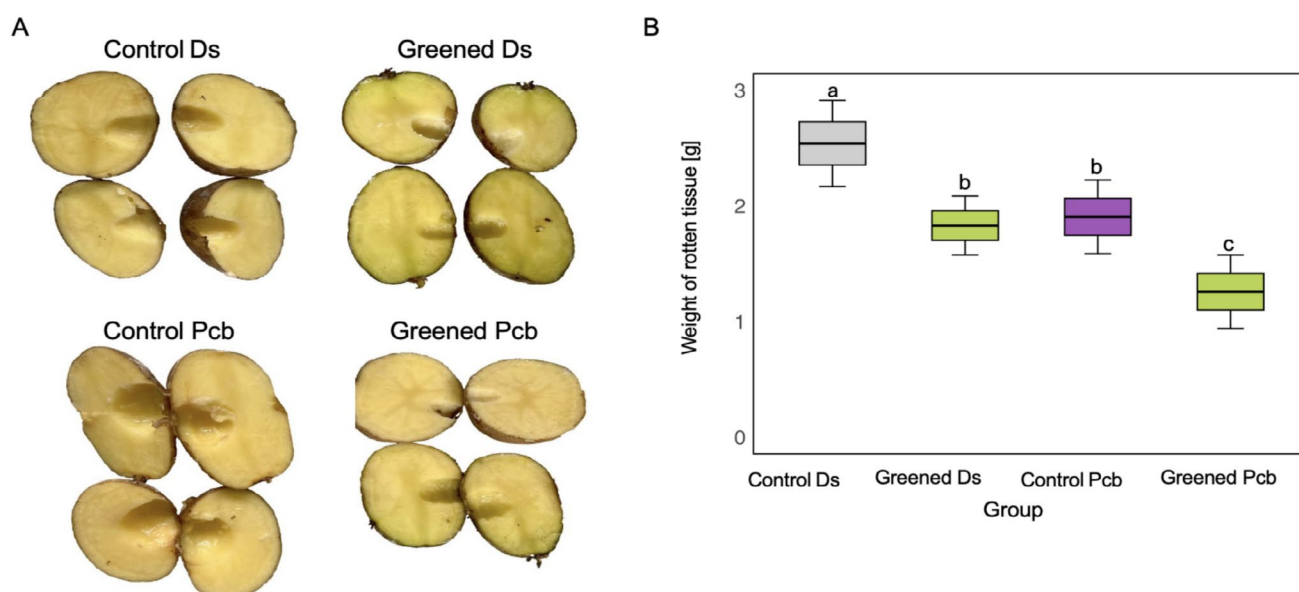 A
Control Ds
Greened Ds
Control Pcb
Greened Pcb
B
Weight of rotten tissue [g]
3
2
1
0
a
b
b
c
Control Ds
Greened Ds
Control Pcb
Greened Pcb
Group